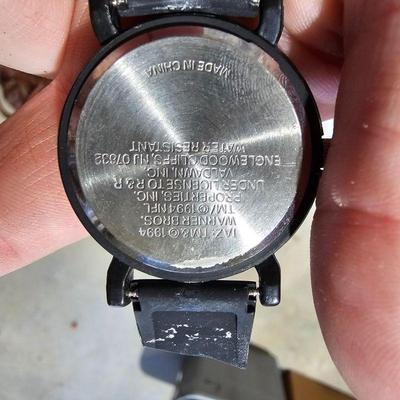 TAZ: TM&©1994
WARNER BROS.
TM/©1994 NFL
PROPERTIES, INC.
UNDER LICENSE TO R & R
VALDAWN, INC.
ENGLEWOOD CLIFFS, NJ 07632
WATER RESISTANT
MADE IN CHINA